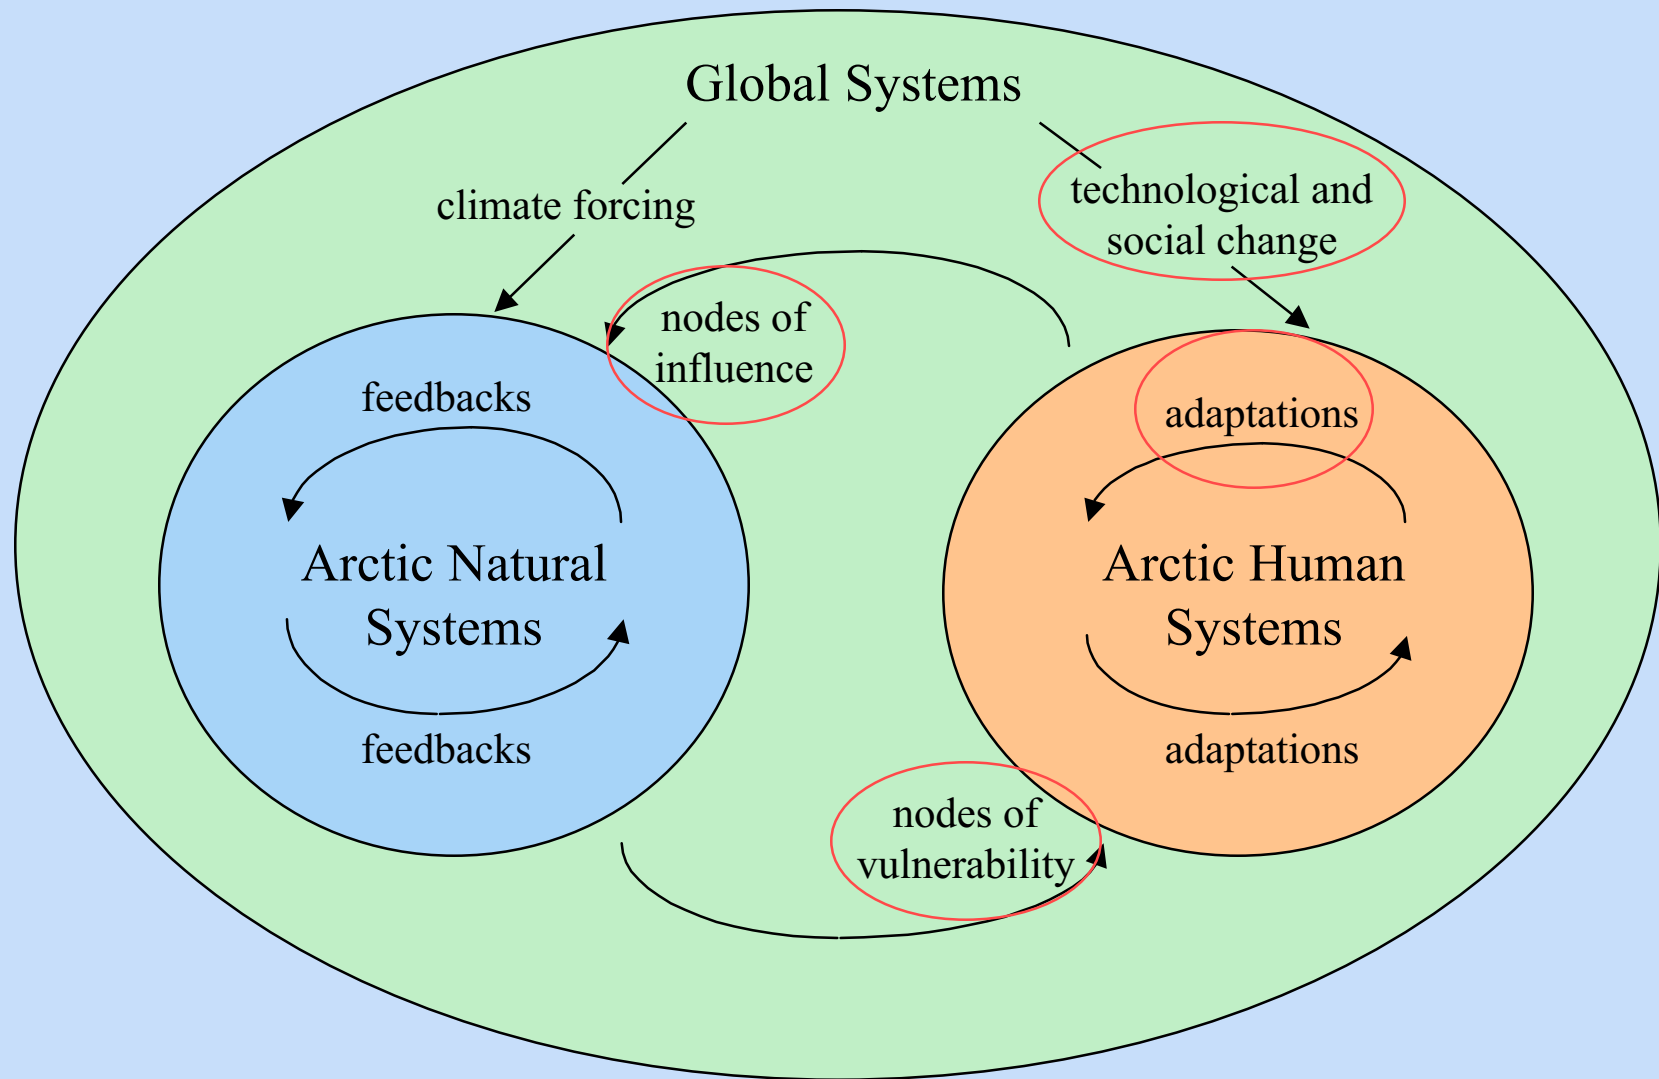 Global Systems
climate forcing
technological and
social change
nodes of
influence
feedbacks
adaptations
Arctic Natural
Systems
Arctic Human
Systems
feedbacks
adaptations
nodes of
vulnerability